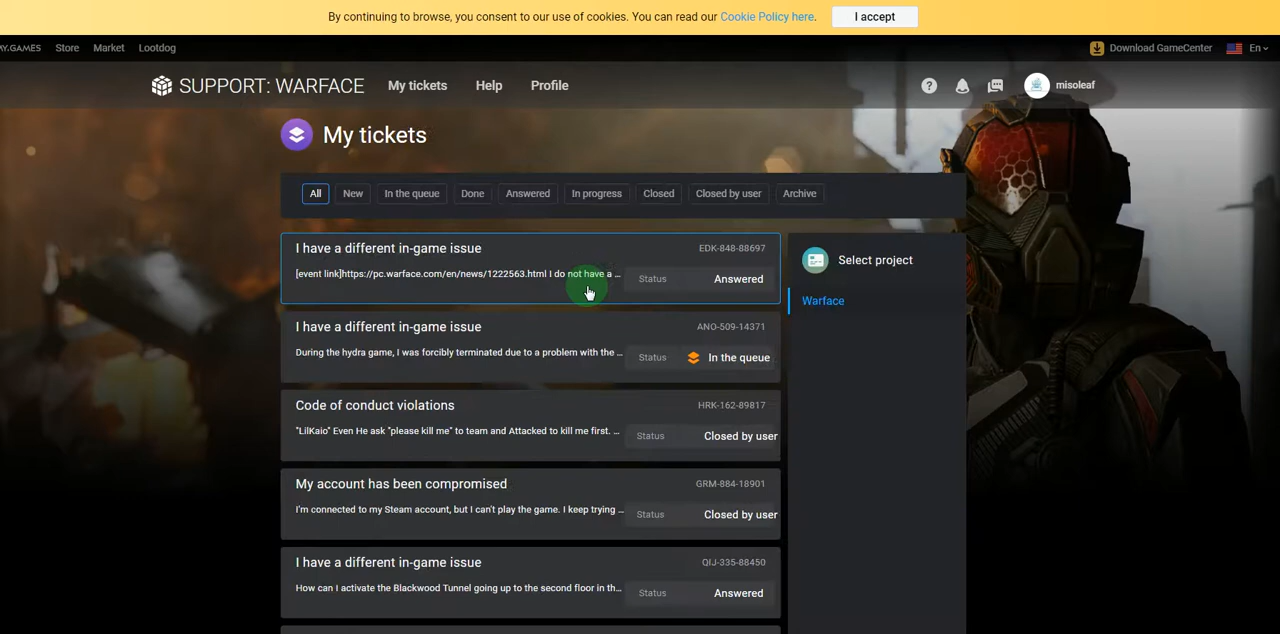 By continuing to browse, you consent to our use of cookies. You can read our Cookie Policy here. I accept
MY.GAMES Store Market Lootdog Download GameCenter En
SUPPORT: WARFACE My tickets Help Profile misoleaf
My tickets
All New In the queue Done Answered In progress Closed Closed by user Archive
I have a different in-game issue EDK-848-88697
[event link]https://pc.warface.com/en/news/1222563.html I do not have a ... Status Answered
Select project
Warface
I have a different in-game issue ANO-509-14371
During the hydra game, I was forcibly terminated due to a problem with the ... Status In the queue
Code of conduct violations HRK-162-89817
"LilKaio" Even He ask "please kill me" to team and Attacked to kill me first. ... Status Closed by user
My account has been compromised GRM-884-18901
I'm connected to my Steam account, but I can't play the game. I keep trying ... Status Closed by user
I have a different in-game issue QIJ-335-88450
How can I activate the Blackwood Tunnel going up to the second floor in th... Status Answered